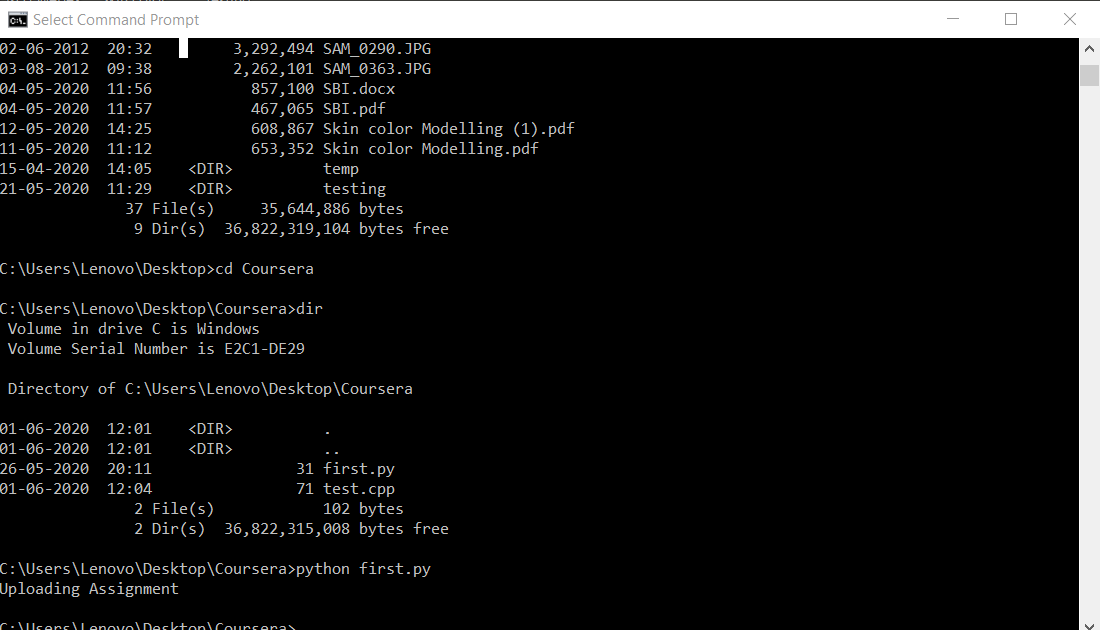 Select Command Prompt
02-06-2012  20:32         3,292,494 SAM_0290.JPG
03-08-2012  09:38         2,262,101 SAM_0363.JPG
04-05-2020  11:56           857,100 SBI.docx
04-05-2020  11:57           467,065 SBI.pdf
12-05-2020  14:25           608,867 Skin color Modelling (1).pdf
11-05-2020  11:12           653,352 Skin color Modelling.pdf
15-04-2020  14:05    <DIR>          temp
21-05-2020  11:29    <DIR>          testing
              37 File(s)     35,644,886 bytes
               9 Dir(s)  36,822,319,104 bytes free
C:\Users\Lenovo\Desktop>cd Coursera
C:\Users\Lenovo\Desktop\Coursera>dir
 Volume in drive C is Windows
 Volume Serial Number is E2C1-DE29
 Directory of C:\Users\Lenovo\Desktop\Coursera
01-06-2020  12:01    <DIR>          .
01-06-2020  12:01    <DIR>          ..
26-05-2020  20:11                31 first.py
01-06-2020  12:04                71 test.cpp
               2 File(s)            102 bytes
               2 Dir(s)  36,822,315,008 bytes free
C:\Users\Lenovo\Desktop\Coursera>python first.py
Uploading Assignment
C:\Users\Lenovo\Desktop\Coursera>